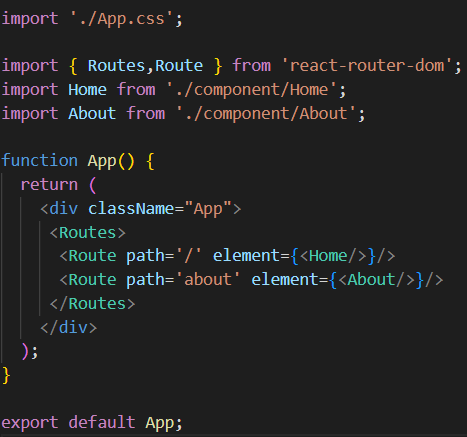 import './App.css';
import { Routes,Route } from 'react-router-dom';
import Home from './component/Home';
import About from './component/About';
function App() {
return (
<div className="App">
<Routes>
<Route path='/' element={<Home/>}/>
<Route path='about' element={<About/>}/>
</Routes>
</div>
);
}
export default App;